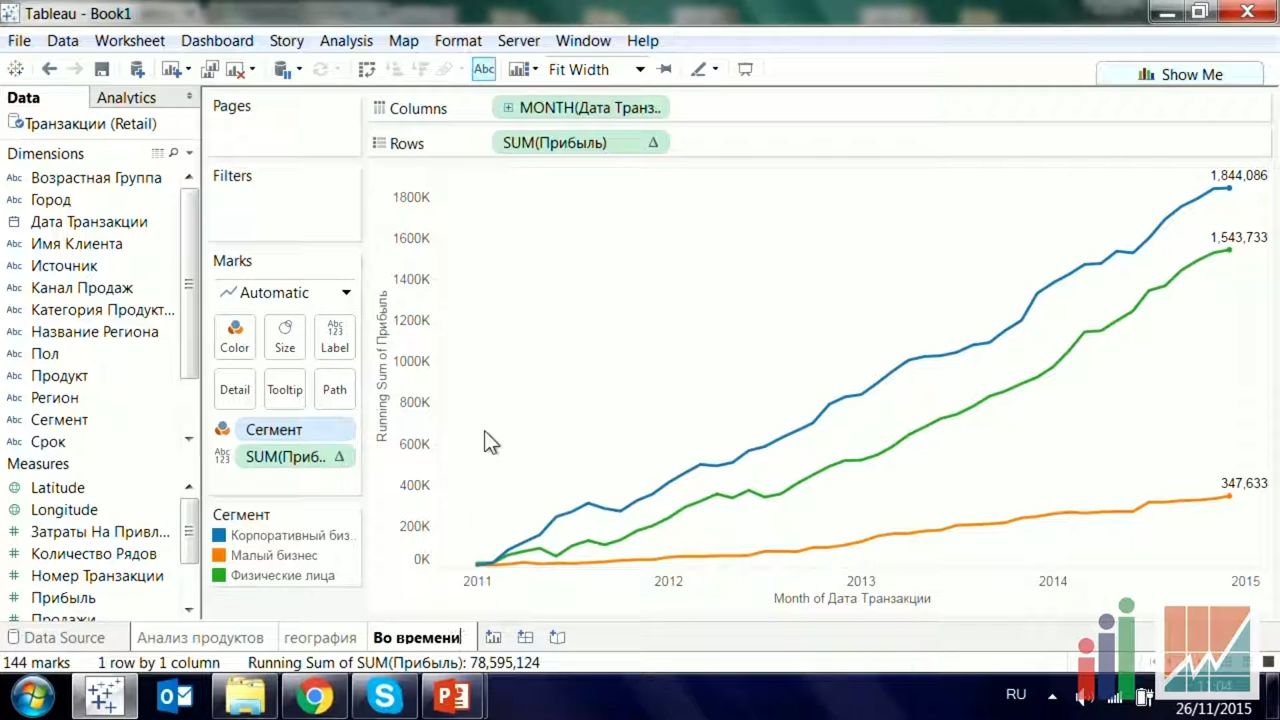 Tableau - Book1
File Data Worksheet Dashboard Story Analysis Map Format Server Window Help
Abc Fit Width Show Me
Data Analytics
Транзакции (Retail)
Dimensions
Abc Возрастная Группа
Abc Город
Дата Транзакции
Abc Имя Клиента
Abc Источник
Abc Канал Продаж
Abc Категория Продукт...
Abc Название Региона
Abc Пол
Abc Продукт
Abc Регион
Abc Сегмент
Abc Срок
Measures
Latitude
Longitude
# Затраты На Привл...
# Количество Рядов
# Номер Транзакции
# Прибыль
# Продажи
Pages
Filters
Marks
Automatic
Color Size Abc 123 Label
Detail Tooltip Path
Сегмент
Abc 123 SUM(Приб.. Δ
Сегмент
Корпоративный биз..
Малый бизнес
Физические лица
Columns MONTH(Дата Транз..
Rows SUM(Прибыль) Δ
1,844,086
1800K
1600K
1,543,733
1400K
1200K
1000K
800K
600K
400K
200K
0K
347,633
Running Sum of Прибыль
2011 2012 2013 2014 2015
Month of Дата Транзакции
Data Source Анализ продуктов география Во времени
144 marks 1 row by 1 column Running Sum of SUM(Прибыль): 78,595,124
RU 11:04
26/11/2015